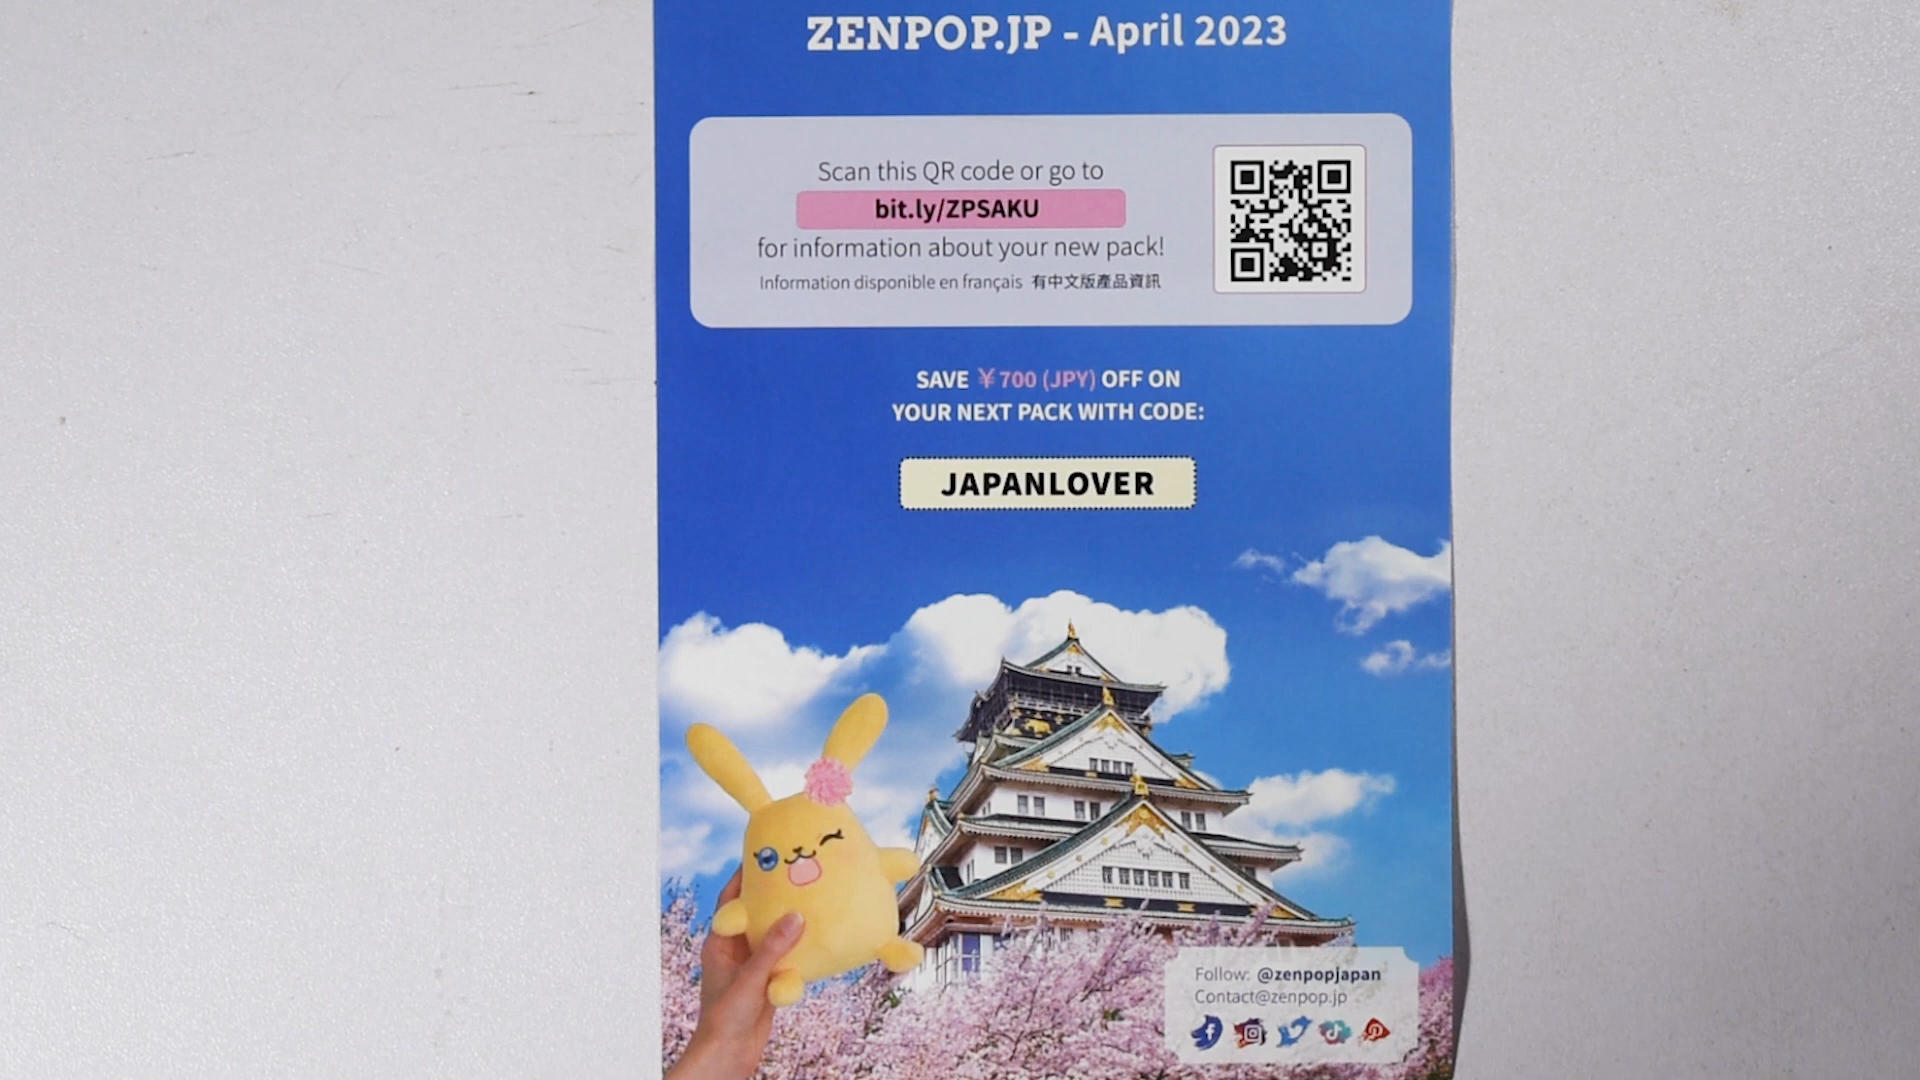 ZENPOP.JP - April 2023
Scan this QR code or go to
bit.ly/ZPSAKU
for information about your new pack!
Information disponible en français 有中文版產品資訊
SAVE ¥700 (JPY) OFF ON
YOUR NEXT PACK WITH CODE:
JAPANLOVER
Follow: @zenpopjapan
Contact@zenpop.jp